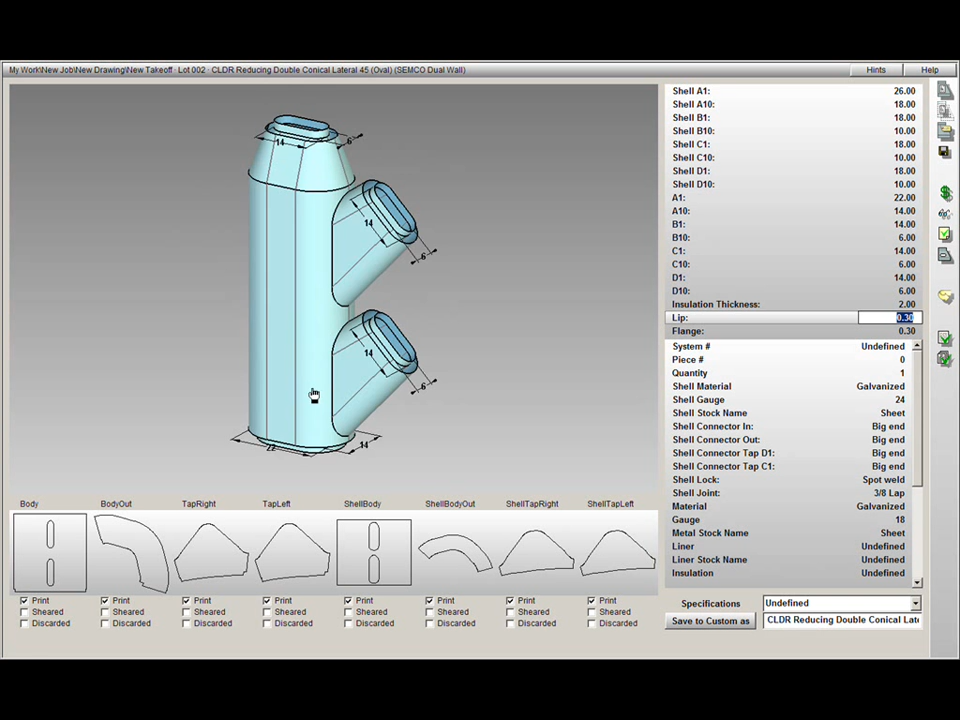 My Work\New Job\New Drawing\New Takeoff - Lot 002 - CLDR Reducing Double Conical Lateral 45 (Oval) (SEMCO Dual Wall)
Hints
Help
Shell A1: 26.00
Shell A10: 18.00
Shell B1: 18.00
Shell B10: 10.00
Shell C1: 18.00
Shell C10: 10.00
Shell D1: 18.00
Shell D10: 10.00
A1: 22.00
A10: 14.00
B1: 14.00
B10: 6.00
C1: 14.00
C10: 6.00
D1: 14.00
D10: 6.00
Insulation Thickness: 2.00
Lip: 0.30
Flange: 0.30
System # Undefined
Piece # 0
Quantity 1
Shell Material Galvanized
Shell Gauge 24
Shell Stock Name Sheet
Shell Connector In: Big end
Shell Connector Out: Big end
Shell Connector Tap D1: Big end
Shell Connector Tap C1: Big end
Shell Lock: Spot weld
Shell Joint: 3/8 Lap
Material Galvanized
Gauge 18
Metal Stock Name Sheet
Liner Undefined
Liner Stock Name Undefined
Insulation Undefined
Specifications Undefined
Save to Custom as CLDR Reducing Double Conical Late
14
6
14
6
14
6
22
14
Body BodyOut TapRight TapLeft ShellBody ShellBodyOut ShellTapRight ShellTapLeft
Print Print Print Print Print Print Print Print
Sheared Sheared Sheared Sheared Sheared Sheared Sheared Sheared
Discarded Discarded Discarded Discarded Discarded Discarded Discarded Discarded